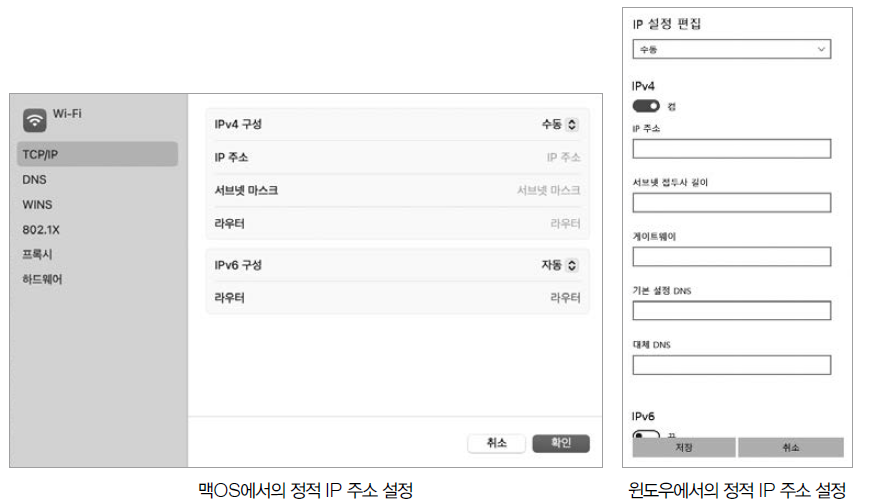 Wi-Fi
TCP/IP
DNS
WINS
802.1X
프록시
하드웨어
IPv4 구성 수동
IP 주소 IP 주소
서브넷 마스크 서브넷 마스크
라우터 라우터
IPv6 구성 자동
라우터 라우터
취소 확인
맥OS에서의 정적 IP 주소 설정
IP 설정 편집
수동
IPv4
켬
IP 주소
서브넷 접두사 길이
게이트웨이
기본 설정 DNS
대체 DNS
IPv6
저장 취소
윈도우에서의 정적 IP 주소 설정